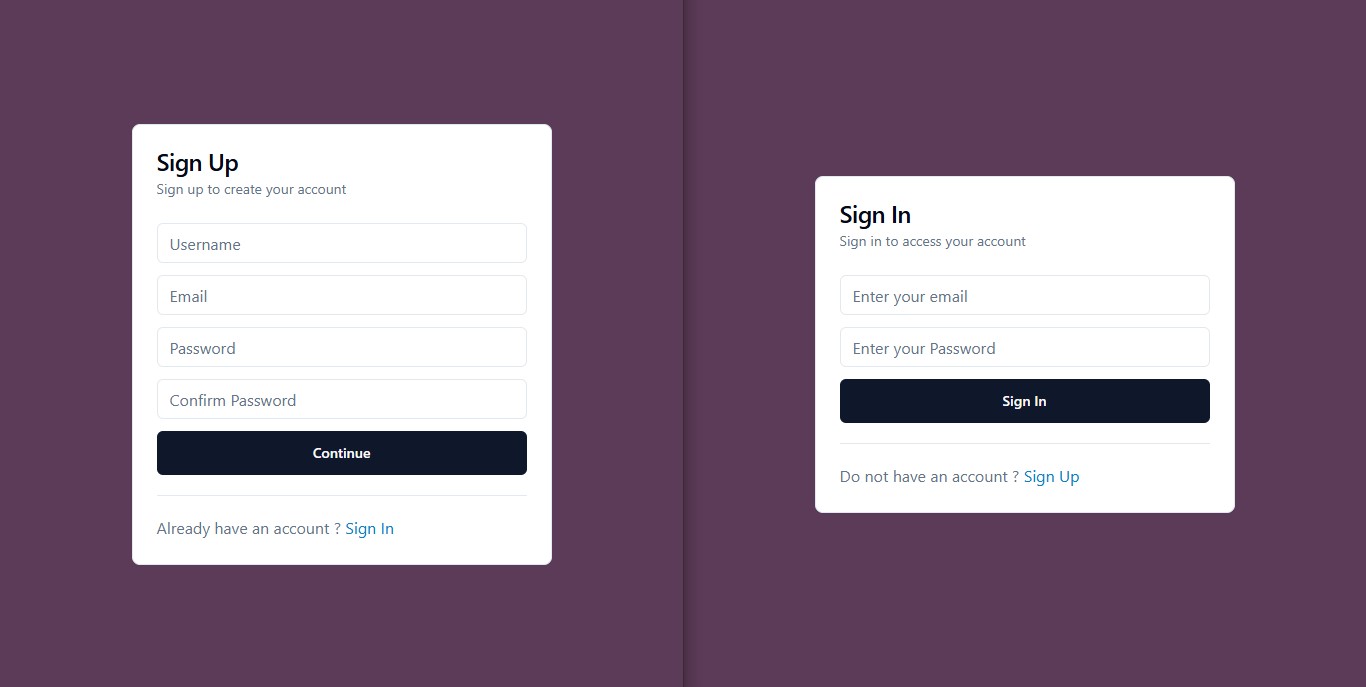 Sign Up
Sign up to create your account
Username
Email
Password
Confirm Password
Continue
Already have an account ? Sign In
Sign In
Sign in to access your account
Enter your email
Enter your Password
Sign In
Do not have an account ? Sign Up